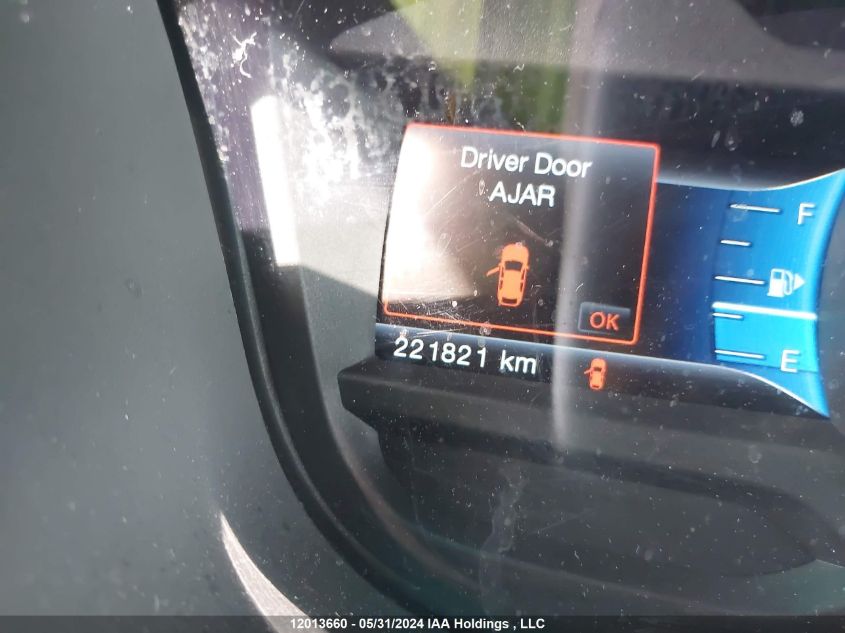 Driver Door
AJAR
F
OK
221821 km
E
12013660 - 05/31/2024 IAA Holdings , LLC